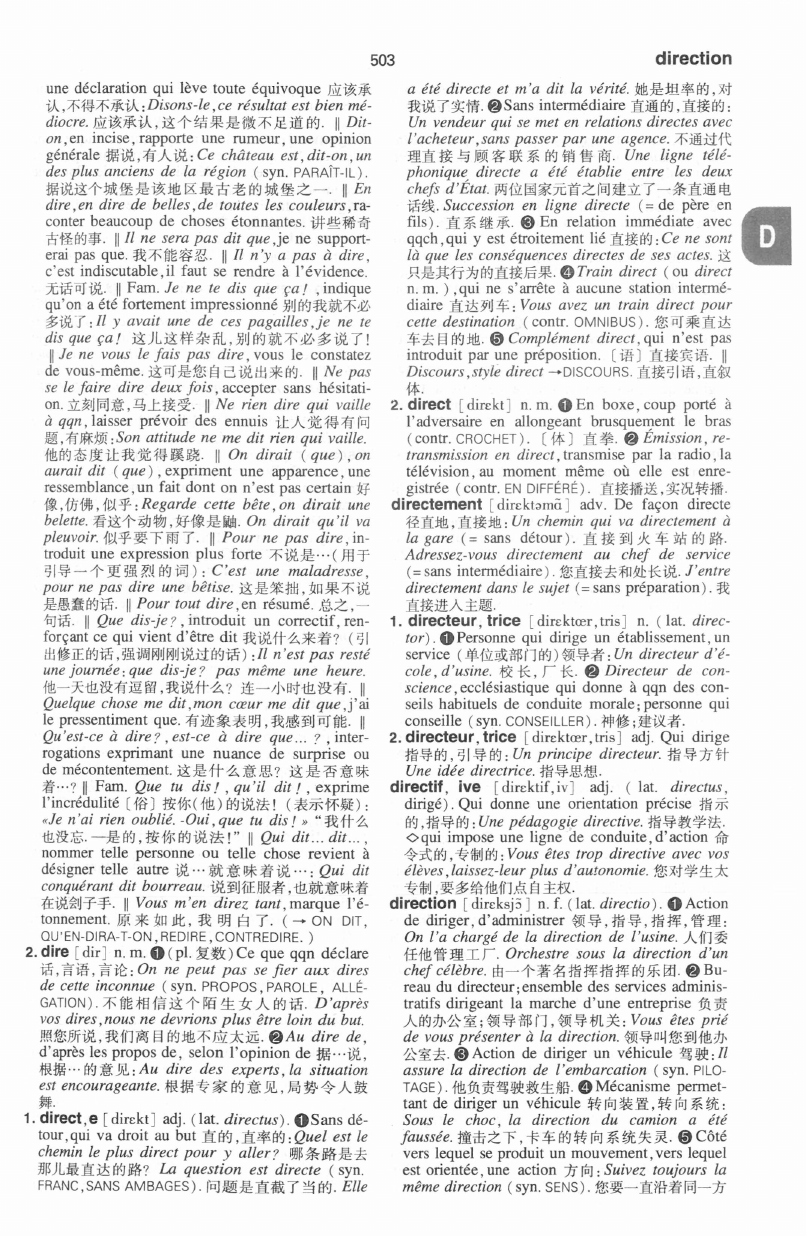 503
direction
une déclaration qui lève toute équivoque 应该承
认,不得不承认:Disons-le,ce résultat est bien mé-
diocre. 应该承认,这个结果是微不足道的. ‖ Dit-
on,en incise, rapporte une rumeur, une opinion
générale 据说,有人说:Ce château est,dit-on,un
des plus anciens de la région ( syn. PARAÎT-IL).
据说这个城堡是该地区最古老的城堡之一. ‖ En
dire,en dire de belles,de toutes les couleurs,ra-
conter beaucoup de choses étonnantes. 讲些稀奇
古怪的事. ‖ Il ne sera pas dit que,je ne support-
erai pas que. 我不能容忍. ‖ Il n'y a pas à dire,
c'est indiscutable,il faut se rendre à l'évidence.
无话可说. ‖ Fam. Je ne te dis que ça! ,indique
qu'on a été fortement impressionné 别的我就不必
多说了:Il y avait une de ces pagailles,je ne te
dis que ça! 这儿这样杂乱,别的就不必多说了!
‖ Je ne vous le fais pas dire, vous le constatez
de vous-même. 这可是您自己说出来的. ‖ Ne pas
se le faire dire deux fois, accepter sans hésitati-
on. 立刻同意,马上接受. ‖ Ne rien dire qui vaille
à qqn, laisser prévoir des ennuis 让人觉得有问
题,有麻烦:Son attitude ne me dit rien qui vaille.
他的态度让我觉得蹊跷. ‖ On dirait ( que ) , on
aurait dit ( que ) , expriment une apparence, une
ressemblance,un fait dont on n'est pas certain 好
像,仿佛,似乎:Regarde cette bête, on dirait une
belette. 看这个动物,好像是鼬. On dirait qu'il va
pleuvoir. 似乎要下雨了. ‖ Pour ne pas dire, in-
troduit une expression plus forte 不说是…(用于
引导一个更强烈的词): C'est une maladresse,
pour ne pas dire une bêtise. 这是笨拙,如果不说
是愚蠢的话. ‖ Pour tout dire,en résumé. 总之,一
句话. ‖ Que dis-je?, introduit un correctif, ren-
forçant ce qui vient d'être dit 我说什么来着? (引
出修正的话,强调刚刚说过的话) :Il n'est pas resté
une journée:que dis-je? pas même une heure.
他一天也没有逗留,我说什么? 连一小时也没有. ‖
Quelque chose me dit,mon cœur me dit que,j'ai
le pressentiment que. 有迹象表明,我感到可能. ‖
Qu'est-ce à dire?, est-ce à dire que... ? , inter-
rogations exprimant une nuance de surprise ou
de mécontentement. 这是什么意思? 这是否意味
着…? ‖ Fam. Que tu dis! , qu'il dit! , exprime
l'incrédulité [俗] 按你(他)的说法! (表示怀疑) :
«Je n'ai rien oublié. -Oui,que tu dis! » “我什么
也没忘. —是的,按你的说法!” ‖ Qui dit... dit... ,
nommer telle personne ou telle chose revient à
désigner telle autre 说…就意味着说…: Qui dit
conquérant dit bourreau. 说到征服者,也就意味着
在说刽子手. ‖ Vous m'en direz tant, marque l'é-
tonnement. 原来如此, 我明白了. ( → ON DIT,
QU'EN-DIRA-T-ON, REDIRE, CONTREDIRE. )
2. dire [ dir] n. m. ❶ (pl. 复数) Ce que qqn déclare
话,言语,言论:On ne peut pas se fier aux dires
de cette inconnue ( syn. PROPOS, PAROLE, ALLÉ-
GATION). 不能相信这个陌生女人的话. D'après
vos dires,nous ne devrions plus être loin du but.
照您所说,我们离目的地不应太远. ❷ Au dire de,
d'après les propos de, selon l'opinion de 据…说,
根据…的意见:Au dire des experts, la situation
est encourageante. 根据专家的意见,局势令人鼓
舞.
1. direct,e [ dirɛkt] adj. (lat. directus). ❶Sans dé-
tour,qui va droit au but 直的,直率的:Quel est le
chemin le plus direct pour y aller? 哪条路是去
那儿最直达的路? La question est directe ( syn.
FRANC,SANS AMBAGES). 问题是直截了当的. Elle
a été directe et m'a dit la vérité. 她是坦率的,对
我说了实情. ❷ Sans intermédiaire 直通的,直接的:
Un vendeur qui se met en relations directes avec
l'acheteur,sans passer par une agence. 不通过代
理直接与顾客联系的销售商. Une ligne télé-
phonique directe a été établie entre les deux
chefs d'État. 两位国家元首之间建立了一条直通电
话线. Succession en ligne directe ( = de père en
fils) . 直系继承. ❸ En relation immédiate avec
qqch,qui y est étroitement lié 直接的:Ce ne sont
là que les conséquences directes de ses actes. 这
只是其行为的直接后果. ❹ Train direct ( ou direct
n. m. ) ,qui ne s'arrête à aucune station intermé-
diaire 直达列车:Vous avez un train direct pour
cette destination ( contr. OMNIBUS) . 您可乘直达
车去目的地. ❺ Complément direct, qui n'est pas
introduit par une préposition. 〔语〕直接宾语. ‖
Discours,style direct →DISCOURS. 直接引语,直叙
体.
2. direct [ dirɛkt] n. m. ❶ En boxe, coup porté à
l'adversaire en allongeant brusquement le bras
( contr. CROCHET) . 〔体〕直拳. ❷ Émission, re-
transmission en direct,transmise par la radio,la
télévision, au moment même où elle est enre-
gistrée ( contr. EN DIFFÉRÉ) . 直接播送,实况转播.
directement [ dirɛktəmɑ̃] adv. De façon directe
径直地,直接地:Un chemin qui va directement à
la gare ( = sans détour) . 直接到火车站的路.
Adressez-vous directement au chef de service
(= sans intermédiaire) . 您直接去和处长说. J'entre
directement dans le sujet (= sans préparation) . 我
直接进入主题.
1. directeur, trice [ dirɛktœr,tris] n. ( lat. direc-
tor) . ❶Personne qui dirige un établissement, un
service (单位或部门的)领导者:Un directeur d'é-
cole,d'usine. 校长,厂长. ❷ Directeur de con-
science,ecclésiastique qui donne à qqn des con-
seils habituels de conduite morale;personne qui
conseille ( syn. CONSEILLER) . 神修;建议者.
2. directeur, trice [ dirɛktœr,tris] adj. Qui dirige
指导的,引导的:Un principe directeur. 指导方针
Une idée directrice. 指导思想.
directif, ive [dirɛktif,iv] adj. ( lat. directus,
dirigé) . Qui donne une orientation précise 指示
的,指导的:Une pédagogie directive. 指导教学法.
◇qui impose une ligne de conduite,d'action 命
令式的,专制的:Vous êtes trop directive avec vos
élèves,laissez-leur plus d'autonomie. 您对学生太
专制,要多给他们点自主权.
direction [ dirɛksjɔ̃] n. f. ( lat. directio) . ❶ Action
de diriger,d'administrer 领导,指导,指挥,管理:
On l'a chargé de la direction de l'usine. 人们委
任他管理工厂. Orchestre sous la direction d'un
chef célèbre. 由一个著名指挥指挥的乐团. ❷ Bu-
reau du directeur;ensemble des services adminis-
tratifs dirigeant la marche d'une entreprise 负责
人的办公室;领导部门,领导机关:Vous êtes prié
de vous présenter à la direction. 领导叫您到他办
公室去. ❸ Action de diriger un véhicule 驾驶:Il
assure la direction de l'embarcation ( syn. PILO-
TAGE) . 他负责驾驶救生船. ❹ Mécanisme permet-
tant de diriger un véhicule 转向装置,转向系统:
Sous le choc, la direction du camion a été
faussée. 撞击之下,卡车的转向系统失灵. ❺ Côté
vers lequel se produit un mouvement,vers lequel
est orientée,une action 方向:Suivez toujours la
même direction ( syn. SENS) . 您要一直沿着同一方
D